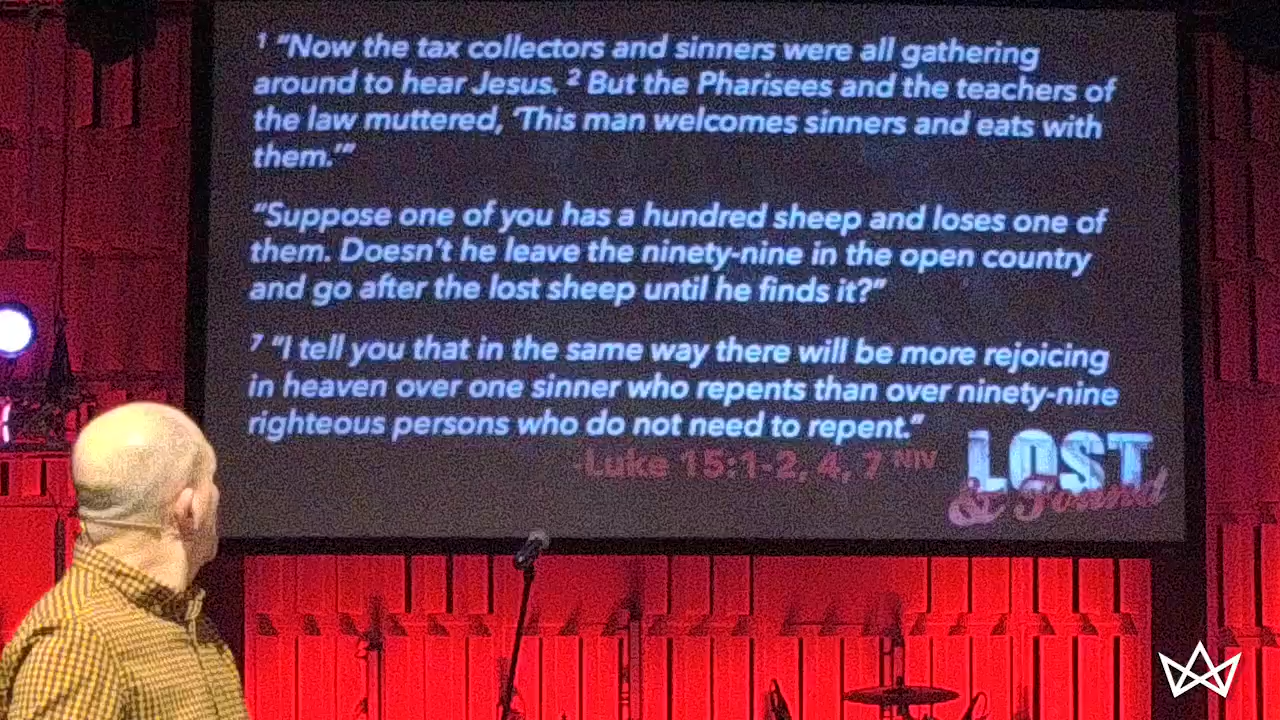 ¹ “Now the tax collectors and sinners were all gathering
around to hear Jesus. ² But the Pharisees and the teachers of
the law muttered, ‘This man welcomes sinners and eats with
them.’”
“Suppose one of you has a hundred sheep and loses one of
them. Doesn’t he leave the ninety-nine in the open country
and go after the lost sheep until he finds it?”
⁷ “I tell you that in the same way there will be more rejoicing
in heaven over one sinner who repents than over ninety-nine
righteous persons who do not need to repent.”
-Luke 15:1-2, 4, 7 NIV
LOST
& Found